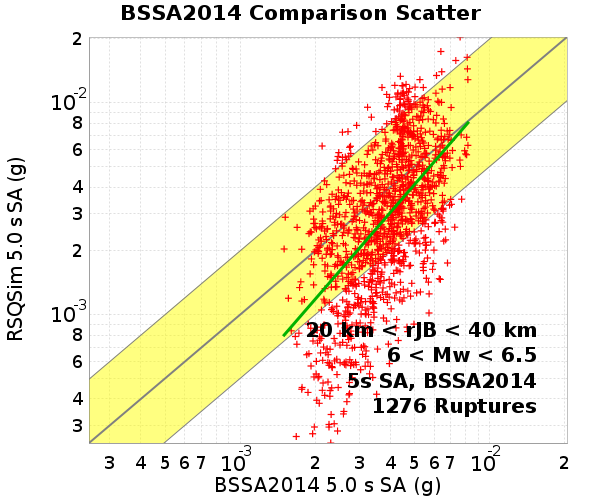 BSSA2014 Comparison Scatter
2
10-2
8
6
4
3
2
10-3
8
6
4
3
RSQSim 5.0 s SA (g)
20 km < rJB < 40 km
6 < Mw < 6.5
5s SA, BSSA2014
1276 Ruptures
3 4 5 6 7 10-3 2 3 4 5 6 7 10-2 2
BSSA2014 5.0 s SA (g)